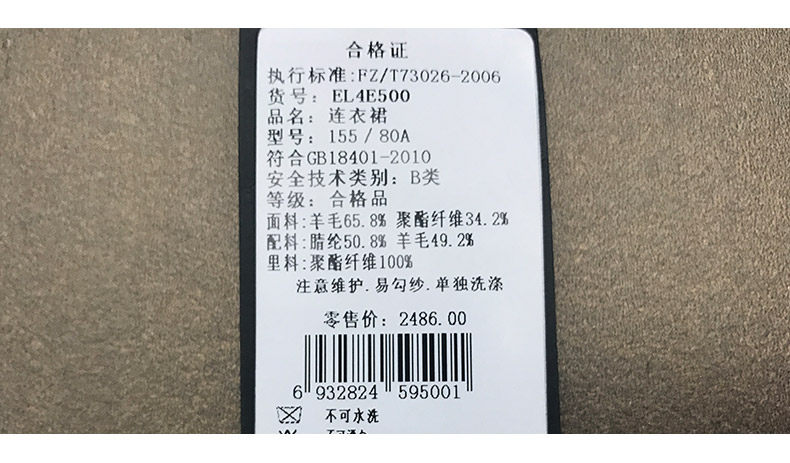 合格证
执行标准:FZ/T73026-2006
货号: EL4E500
品名: 连衣裙
型号: 155 / 80A
符合GB18401-2010
安全技术类别: B类
等级: 合格品
面料:羊毛65.8% 聚酯纤维34.2%
配料:腈纶50.8% 羊毛49.2%
里料:聚酯纤维100%
注意维护.易勾纱.单独洗涤
零售价: 2486.00
6 932824 595001
不可水洗